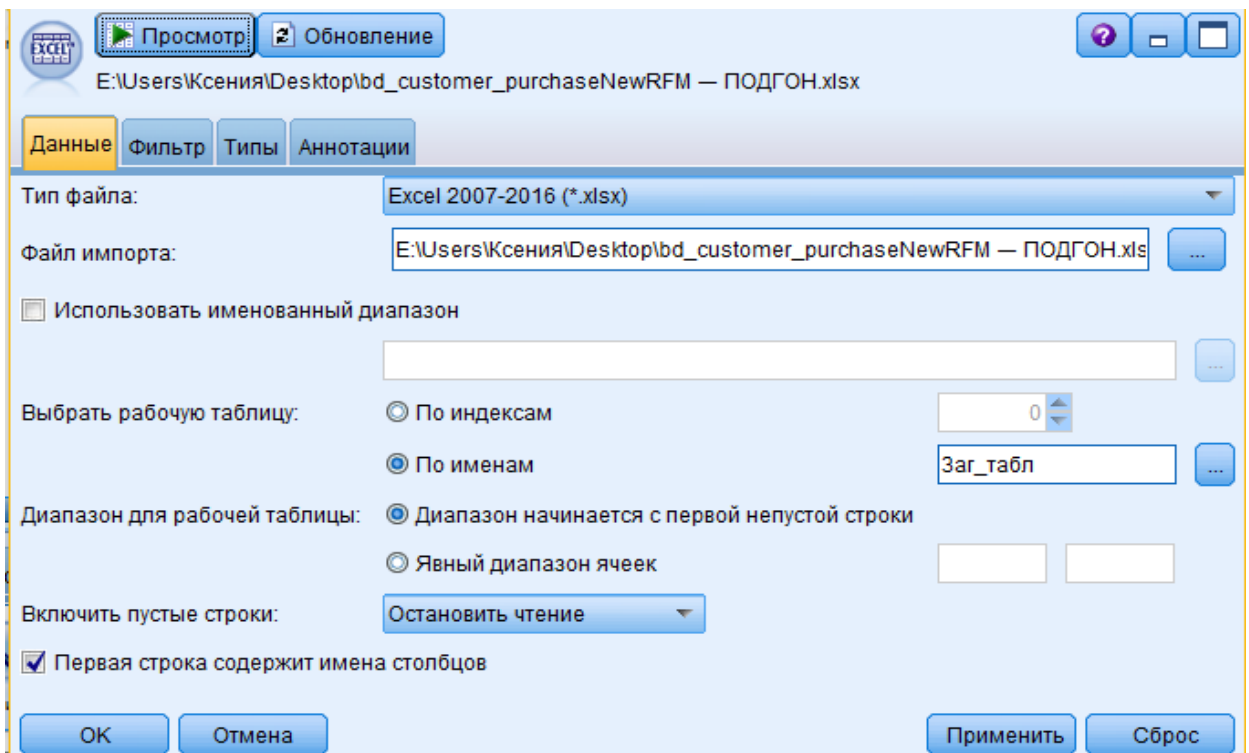 EXCEL Просмотр Обновление ?
E:\Users\Ксения\Desktop\bd_customer_purchaseNewRFM — ПОДГОН.xlsx
Данные Фильтр Типы Аннотации
Тип файла: Excel 2007-2016 (*.xlsx)
Файл импорта: E:\Users\Ксения\Desktop\bd_customer_purchaseNewRFM — ПОДГОН.xls ...
Использовать именованный диапазон
...
Выбрать рабочую таблицу: По индексам 0
По именам Заг_табл ...
Диапазон для рабочей таблицы: Диапазон начинается с первой непустой строки
Явный диапазон ячеек
Включить пустые строки: Остановить чтение
Первая строка содержит имена столбцов
OK Отмена Применить Сброс